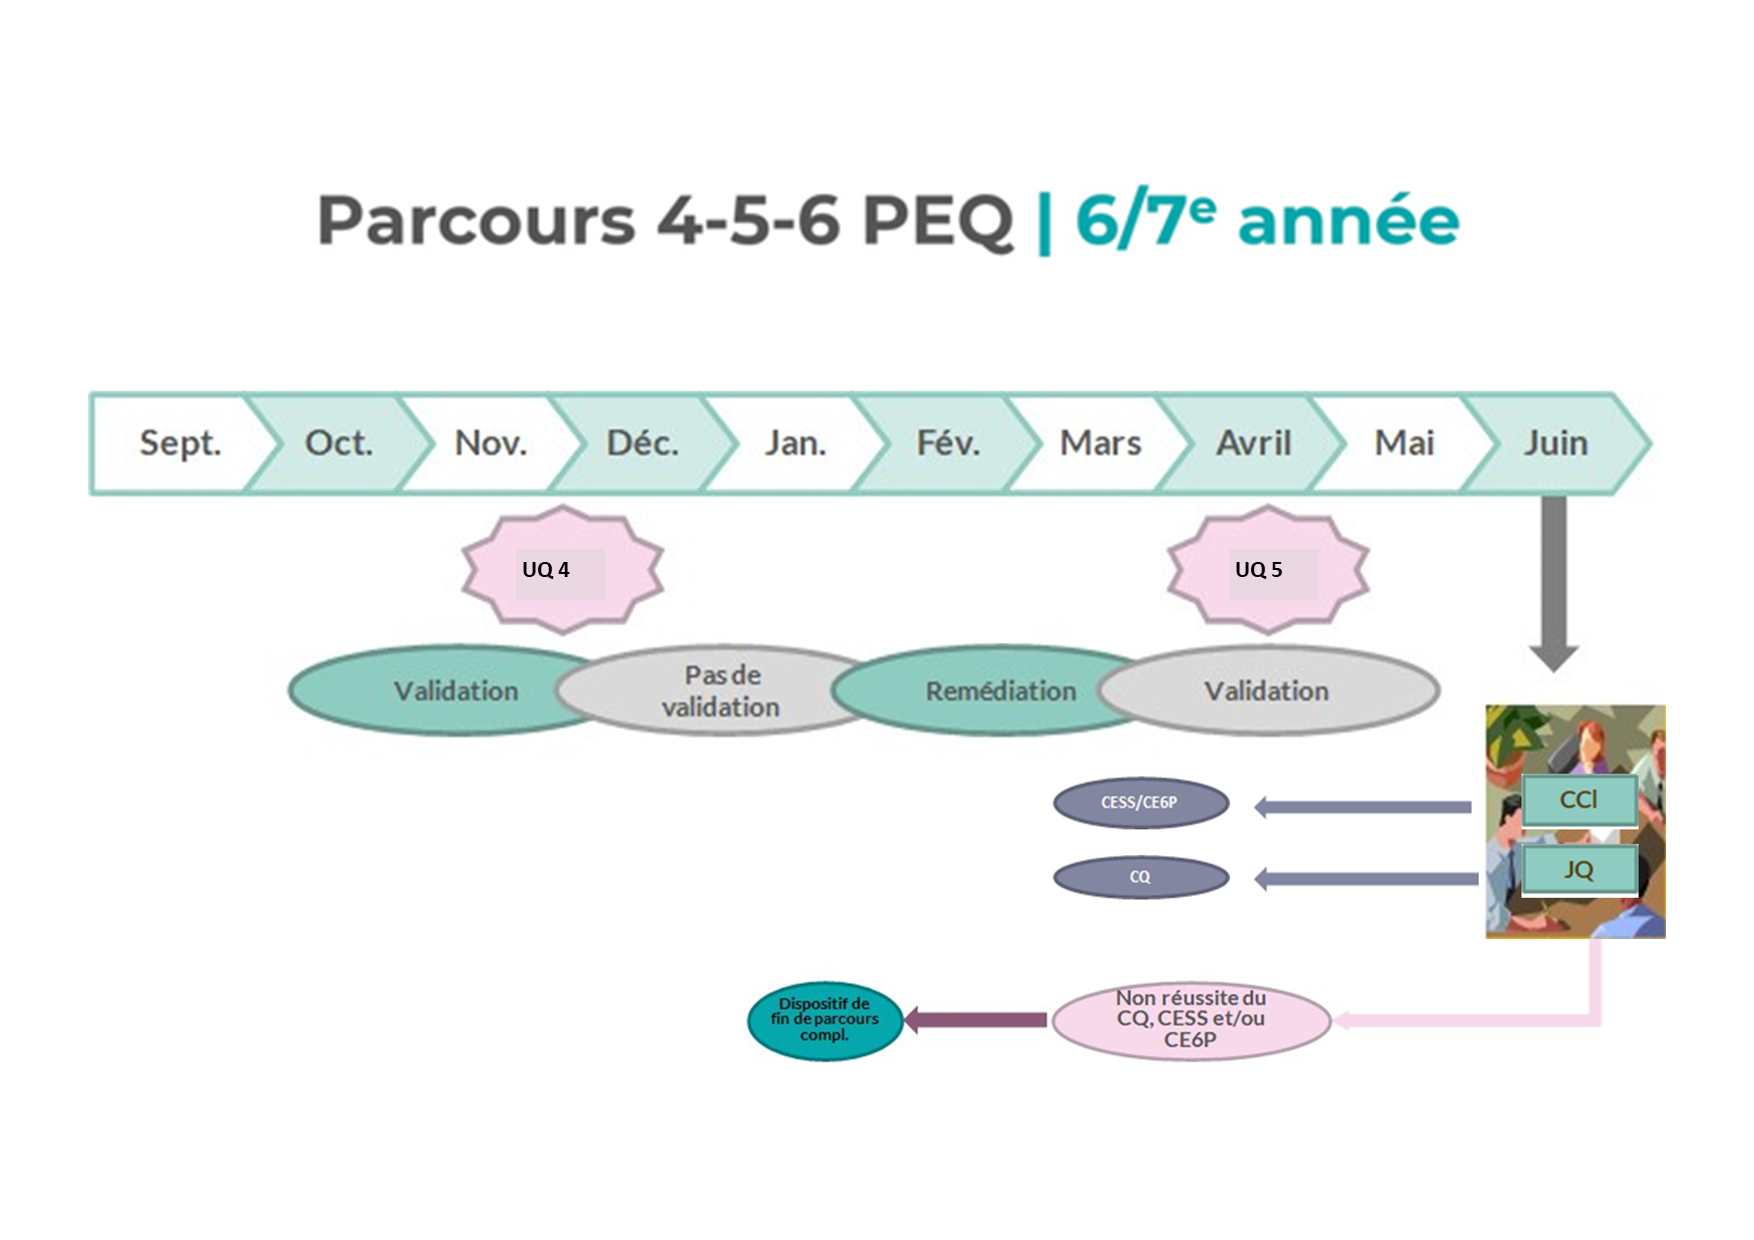 Parcours 4-5-6 PEQ | 6/7e année
Sept. Oct. Nov. Déc. Jan. Fév. Mars Avril Mai Juin
UQ 4
UQ 5
Validation
Pas de
validation
Remédiation
Validation
CCl
CESS/CE6P
JQ
CQ
Dispositif de
fin de parcours
compl.
Non réussite du
CQ, CESS et/ou
CE6P